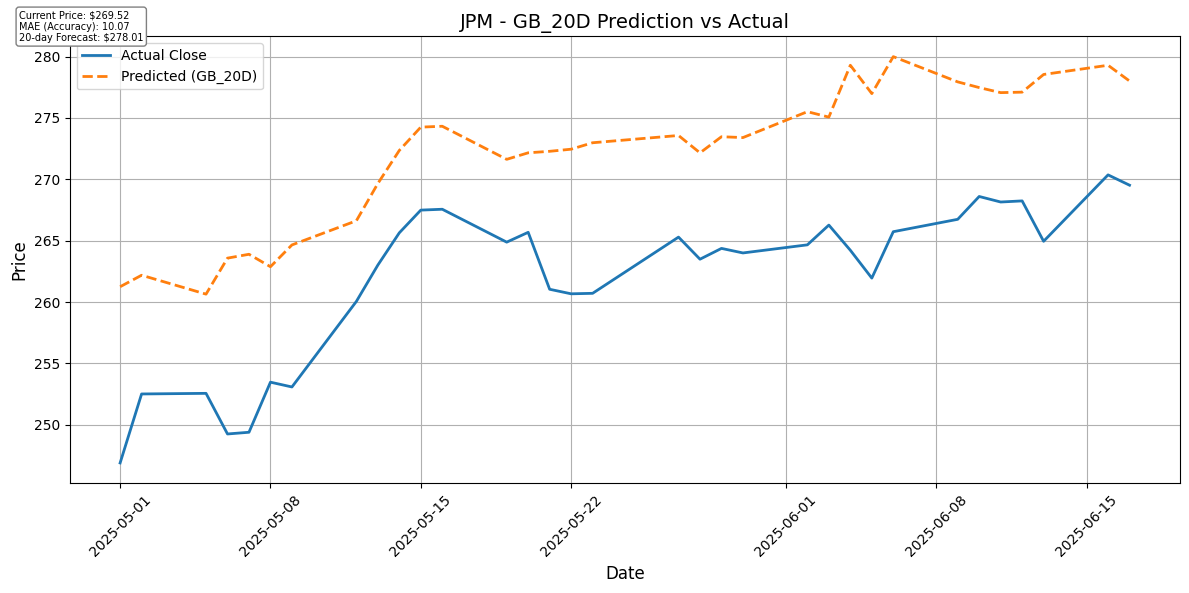 JPM - GB_20D Prediction vs Actual
Current Price: $269.52
MAE (Accuracy): 10.07
20-day Forecast: $278.01
Actual Close
Predicted (GB_20D)
Price
280
275
270
265
260
255
250
2025-05-01
2025-05-08
2025-05-15
2025-05-22
2025-06-01
2025-06-08
2025-06-15
Date